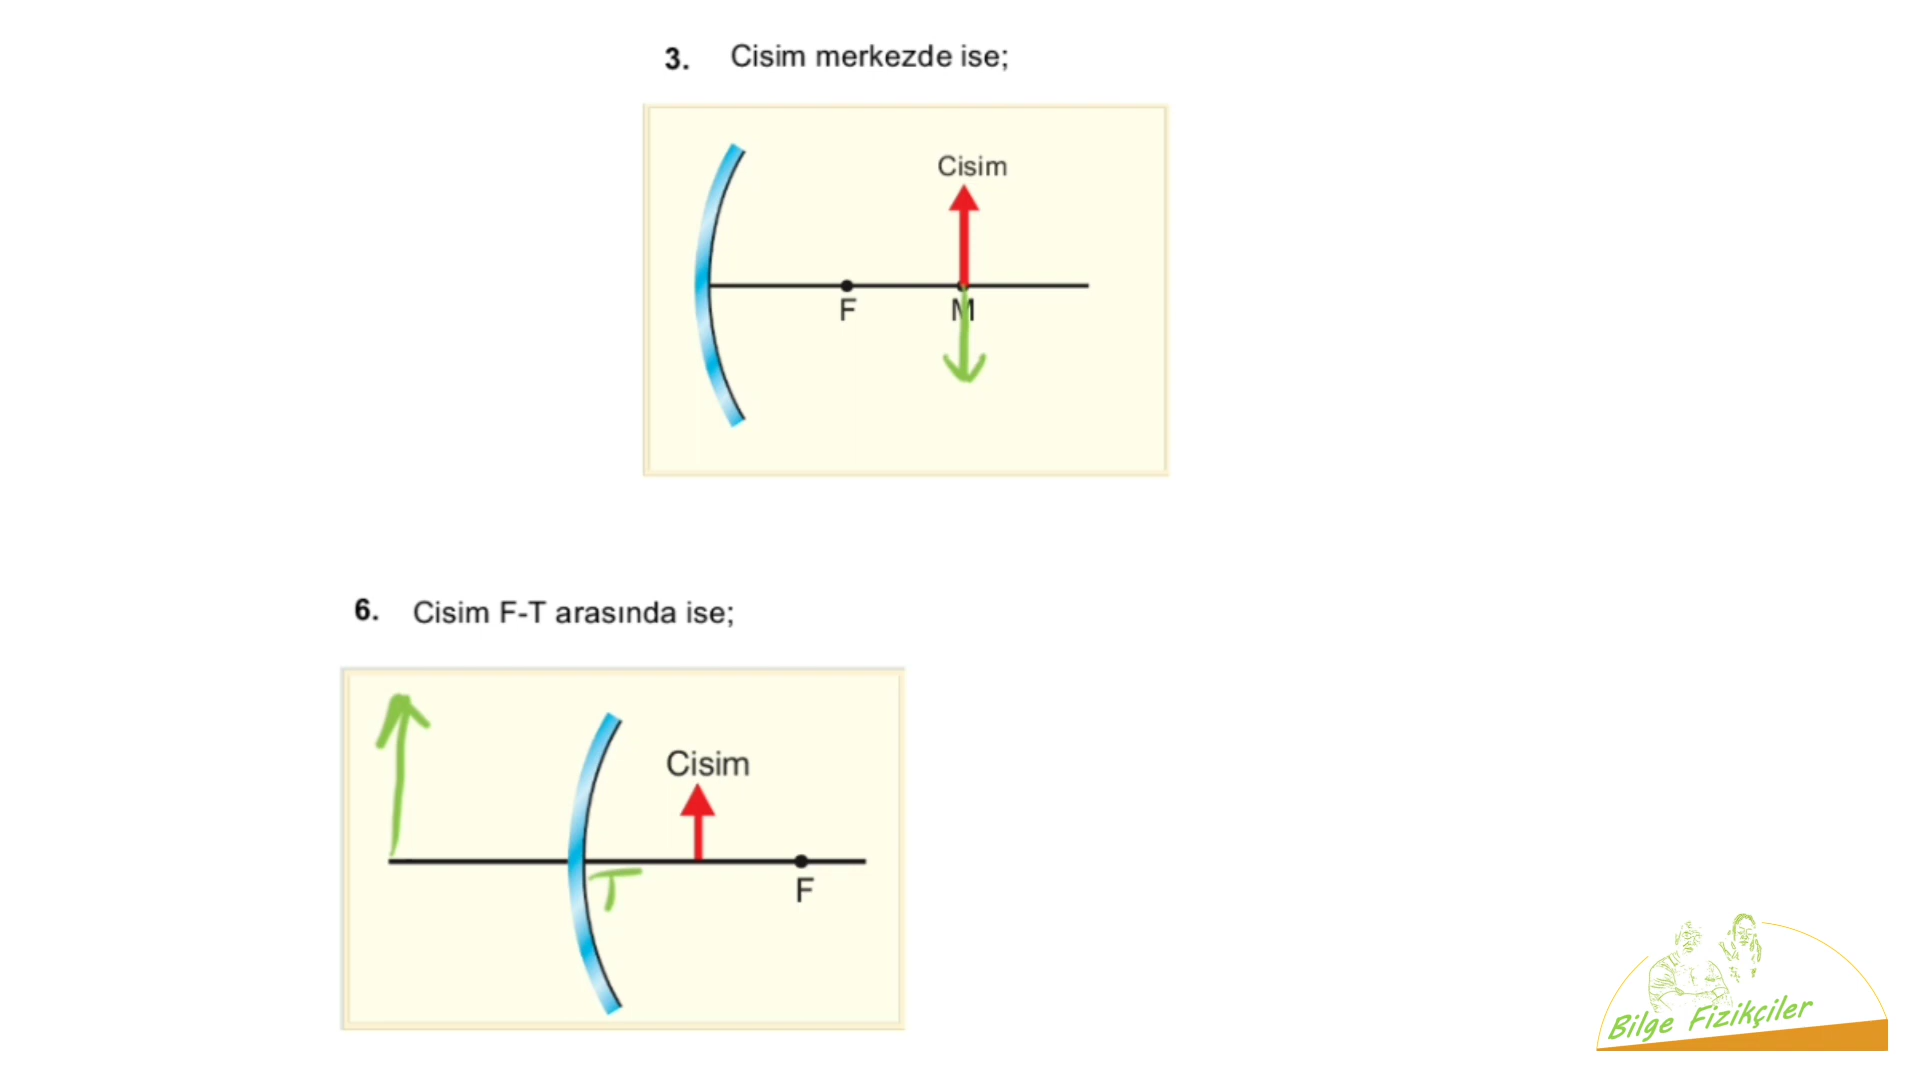 3. Cisim merkezde ise;
Cisim
F M
6. Cisim F-T arasında ise;
Cisim
T
F
Bilge Fizikçiler